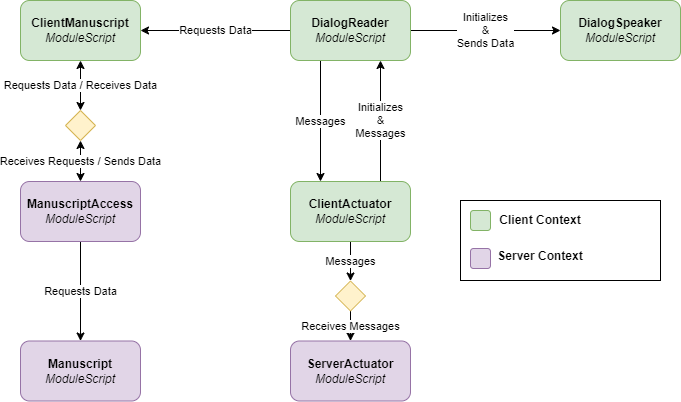 ClientManuscript
ModuleScript
Requests Data
DialogReader
ModuleScript
Initializes
&
Sends Data
DialogSpeaker
ModuleScript
Requests Data / Receives Data
Receives Requests / Sends Data
Messages
Initializes
&
Messages
ManuscriptAccess
ModuleScript
ClientActuator
ModuleScript
Client Context
Server Context
Requests Data
Messages
Receives Messages
Manuscript
ModuleScript
ServerActuator
ModuleScript